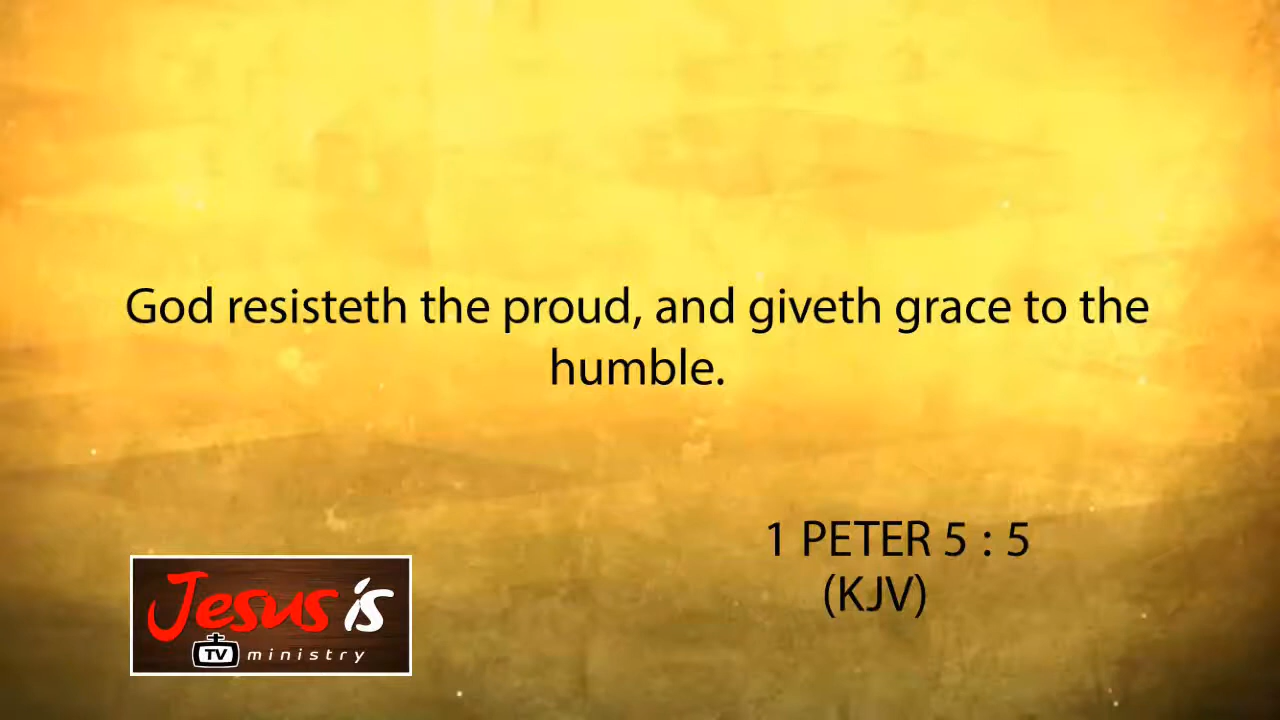 God resisteth the proud, and giveth grace to the
humble.
1 PETER 5 : 5
(KJV)
Jesus is
TV ministry